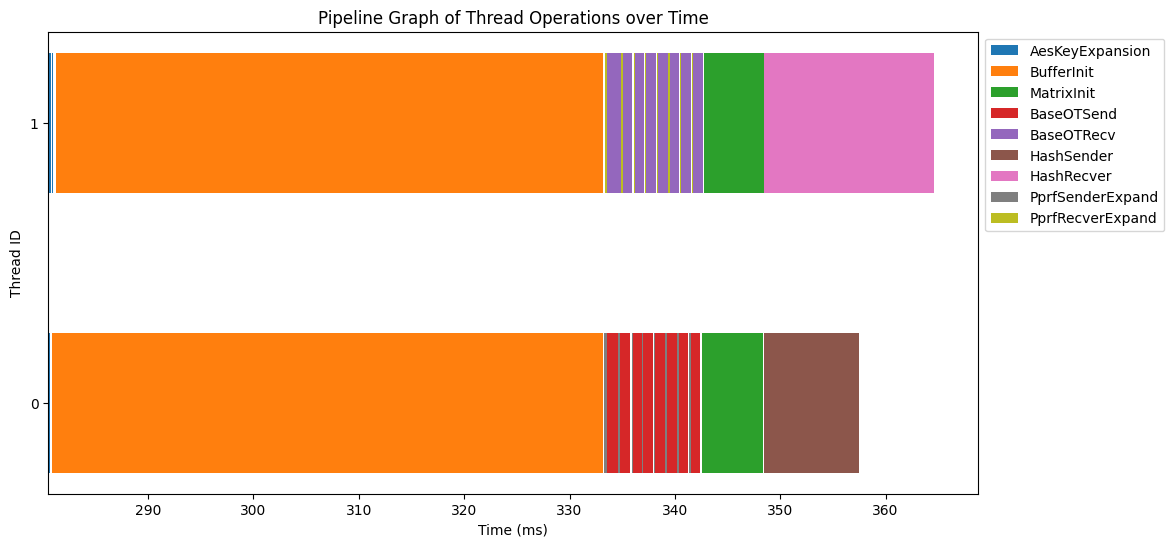 Pipeline Graph of Thread Operations over Time
Thread ID
1
0
290
300
310
320
330
340
350
360
Time (ms)
AesKeyExpansion
BufferInit
MatrixInit
BaseOTSend
BaseOTRecv
HashSender
HashRecver
PprfSenderExpand
PprfRecverExpand